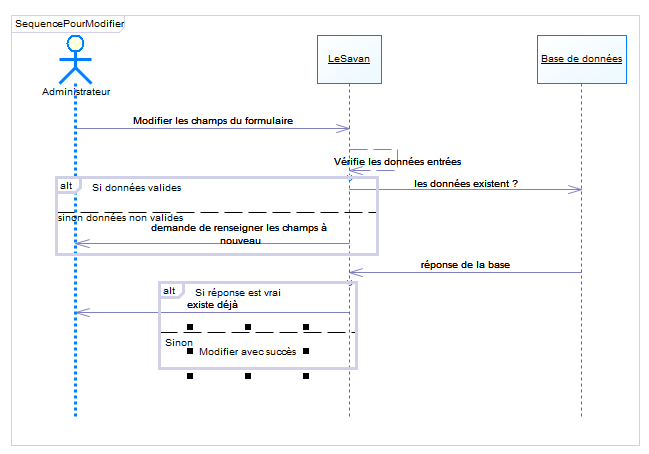 SequencePourModifier
Administrateur
LeSavan
Base de données
Modifier les champs du formulaire
Vérifie les données entrées
alt
Si données valides
les données existent ?
sinon données non valides
demande de renseigner les champs à
nouveau
réponse de la base
alt
Si réponse est vrai
existe déjà
Sinon
Modifier avec succès